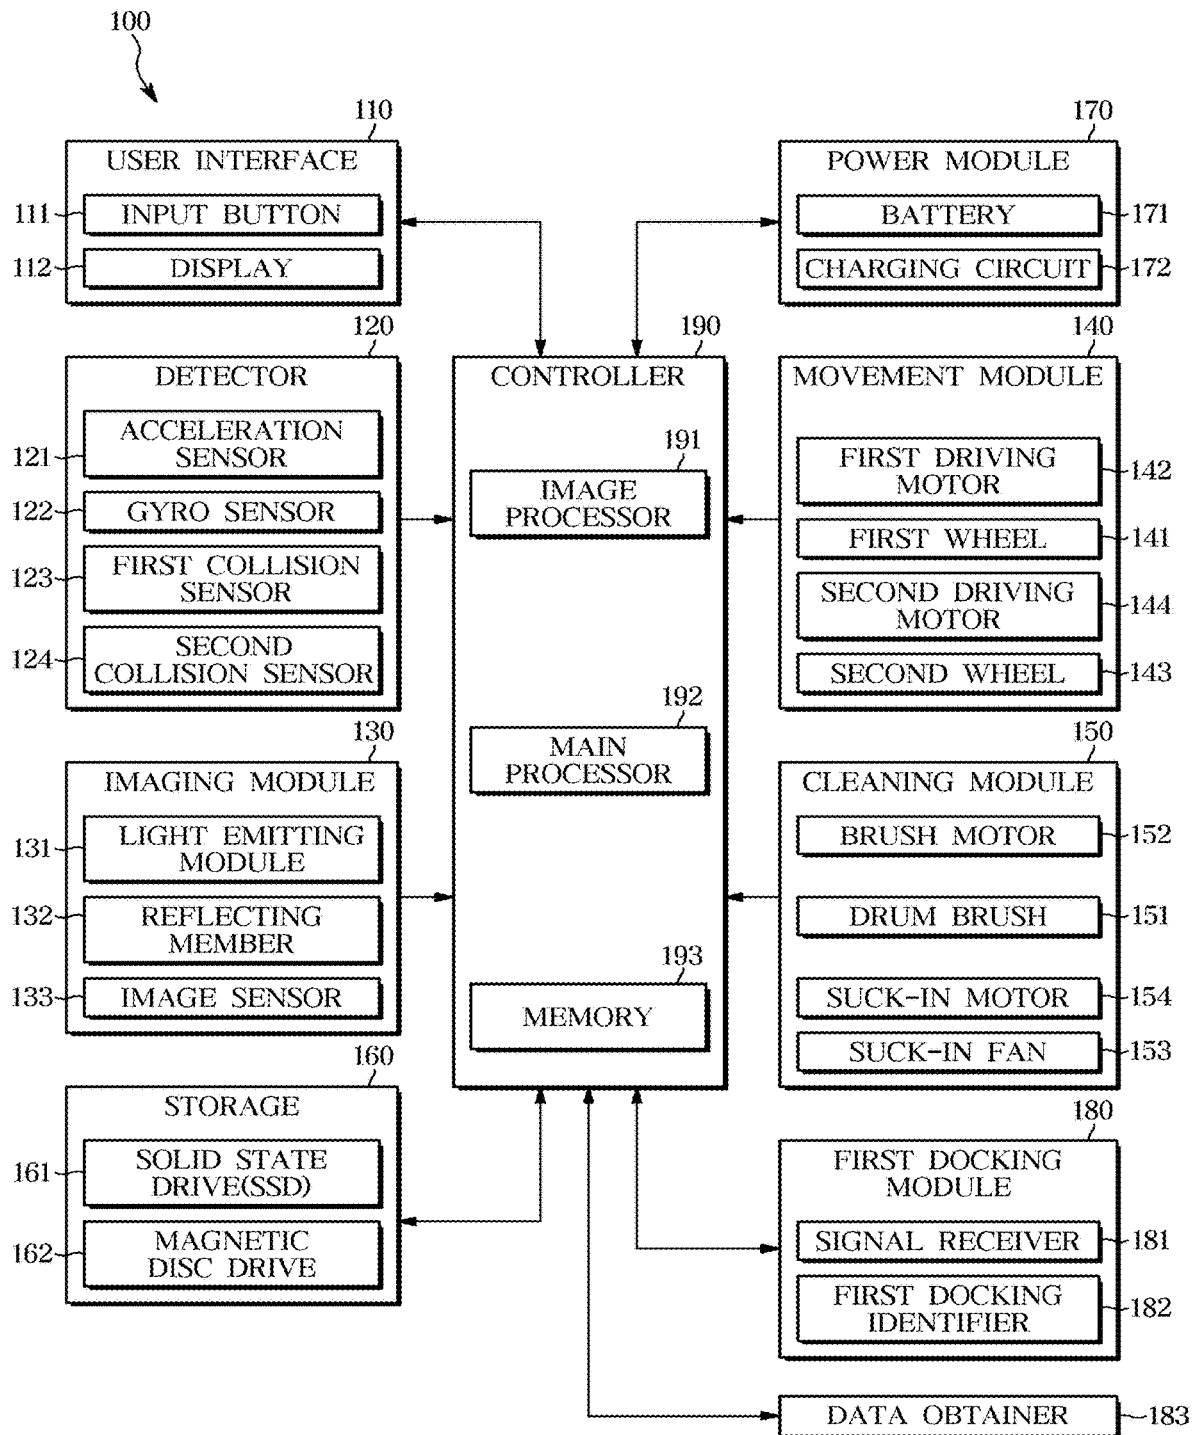 100
110
USER INTERFACE
111
INPUT BUTTON
112
DISPLAY
170
POWER MODULE
BATTERY
171
CHARGING CIRCUIT
172
120
DETECTOR
121
ACCELERATION
SENSOR
122
GYRO SENSOR
123
FIRST COLLISION
SENSOR
124
SECOND
COLLISION SENSOR
190
CONTROLLER
191
IMAGE
PROCESSOR
192
MAIN
PROCESSOR
193
MEMORY
140
MOVEMENT MODULE
FIRST DRIVING
MOTOR
142
FIRST WHEEL
141
SECOND DRIVING
MOTOR
144
SECOND WHEEL
143
130
IMAGING MODULE
131
LIGHT EMITTING
MODULE
132
REFLECTING
MEMBER
133
IMAGE SENSOR
150
CLEANING MODULE
BRUSH MOTOR
152
DRUM BRUSH
151
SUCK-IN MOTOR
154
SUCK-IN FAN
153
160
STORAGE
161
SOLID STATE
DRIVE(SSD)
162
MAGNETIC
DISC DRIVE
180
FIRST DOCKING
MODULE
SIGNAL RECEIVER
181
FIRST DOCKING
IDENTIFIER
182
DATA OBTAINER
183